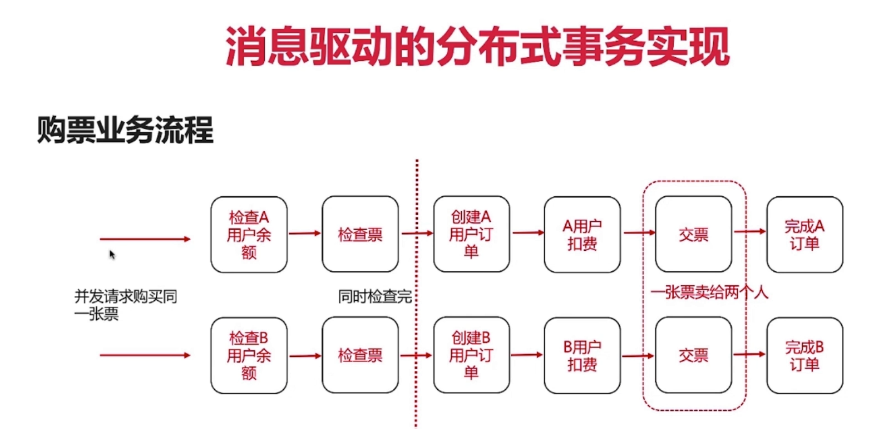 消息驱动的分布式事务实现
购票业务流程
检查A
用户余
额
检查票
创建A
用户订
单
A用户
扣费
交票
完成A
订单
并发请求购买同
一张票
同时检查完
一张票卖给两个人
检查B
用户余
额
检查票
创建B
用户订
单
B用户
扣费
交票
完成B
订单